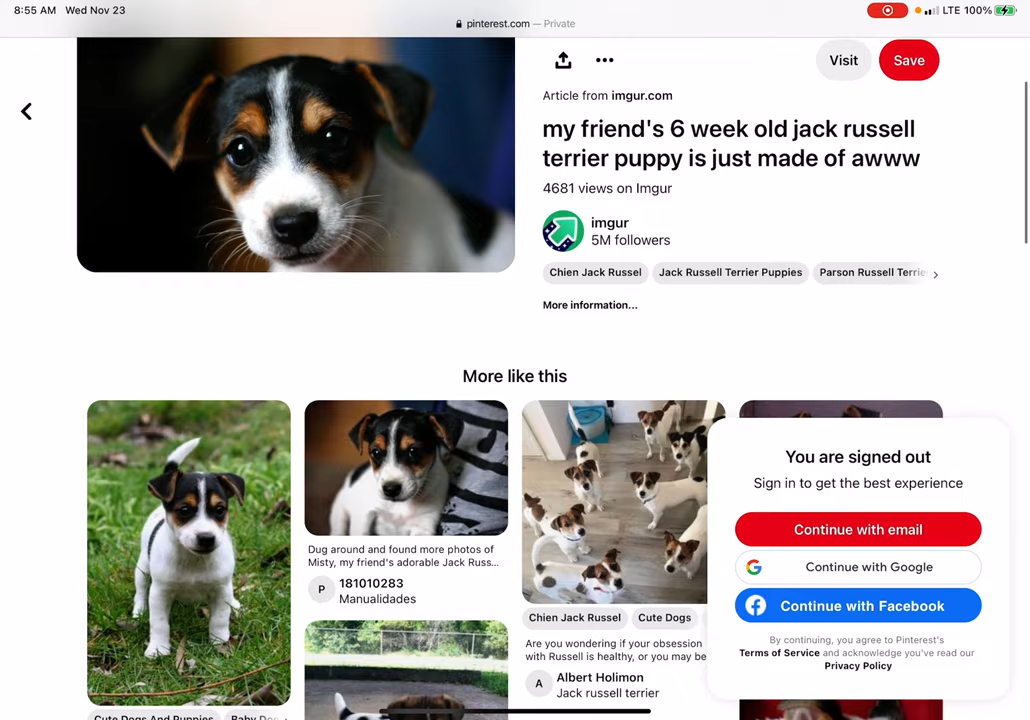 8:55 AM Wed Nov 23
LTE 100%
pinterest.com — Private
Visit
Save
Article from imgur.com
my friend's 6 week old jack russell
terrier puppy is just made of awww
4681 views on Imgur
imgur
5M followers
Chien Jack Russel
Jack Russell Terrier Puppies
Parson Russell Terrie
More information...
More like this
Dug around and found more photos of
Misty, my friend's adorable Jack Russ...
P
181010283
Manualidades
Chien Jack Russel
Cute Dogs
Are you wondering if your obsession
with Russell is healthy, or you may be
A
Albert Holimon
Jack russell terrier
Cute Dogs And Puppies
Baby Do
You are signed out
Sign in to get the best experience
Continue with email
Continue with Google
Continue with Facebook
By continuing, you agree to Pinterest's
Terms of Service and acknowledge you've read our
Privacy Policy